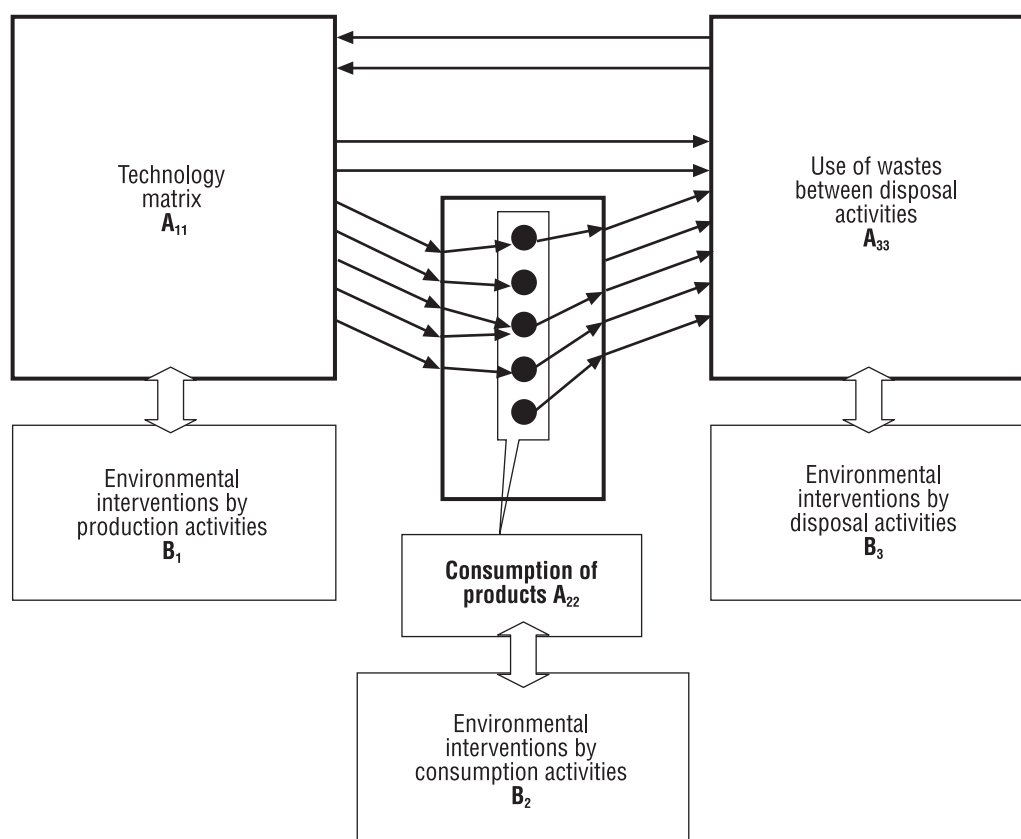 Technology
matrix
A₁₁
Use of wastes
between disposal
activities
A₃₃
Environmental
interventions by
production activities
B₁
Environmental
interventions by
disposal activities
B₃
Consumption of
products A₂₂
Environmental
interventions by
consumption activities
B₂